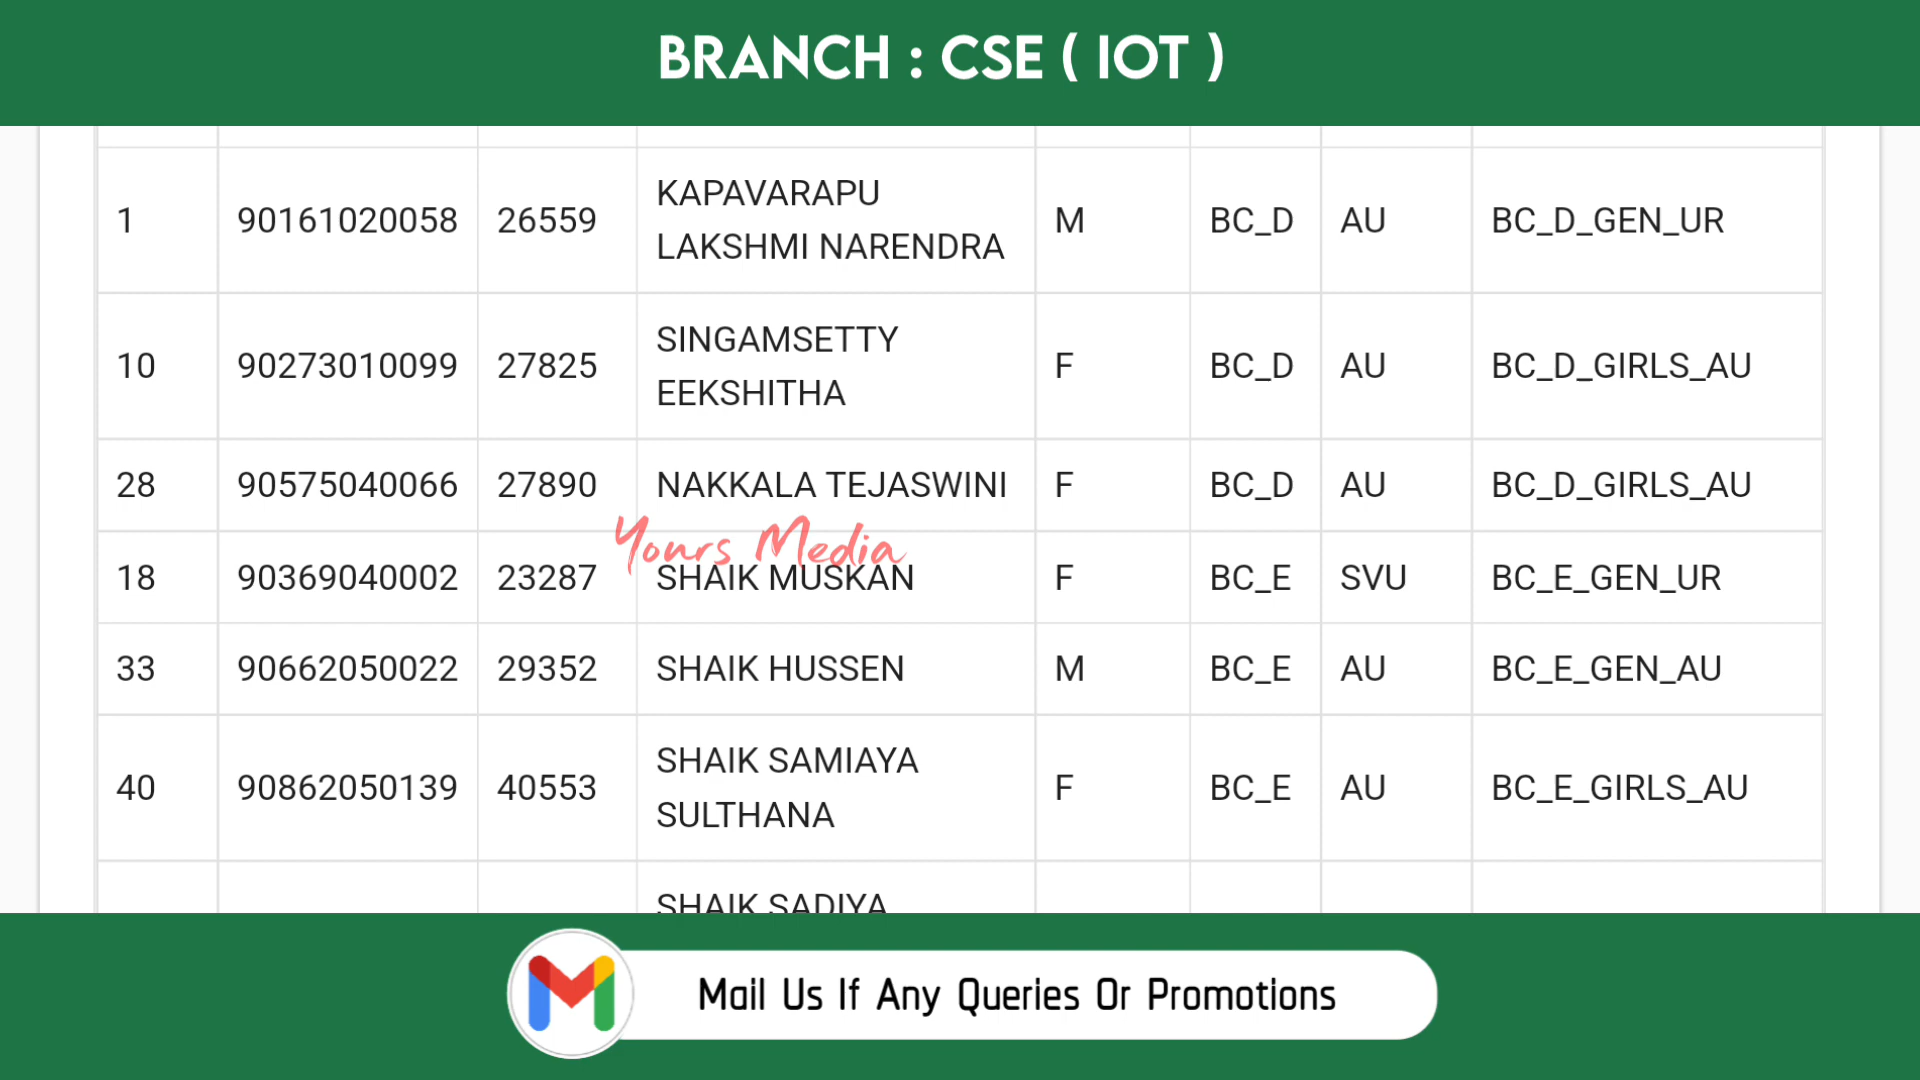 BRANCH : CSE ( IOT )
1 90161020058 26559 KAPAVARAPU LAKSHMI NARENDRA M BC_D AU BC_D_GEN_UR
10 90273010099 27825 SINGAMSETTY EEKSHITHA F BC_D AU BC_D_GIRLS_AU
28 90575040066 27890 NAKKALA TEJASWINI F BC_D AU BC_D_GIRLS_AU
Yours Media
18 90369040002 23287 SHAIK MUSKAN F BC_E SVU BC_E_GEN_UR
33 90662050022 29352 SHAIK HUSSEN M BC_E AU BC_E_GEN_AU
40 90862050139 40553 SHAIK SAMIAYA SULTHANA F BC_E AU BC_E_GIRLS_AU
SHAIK SADIYA
Mail Us If Any Queries Or Promotions